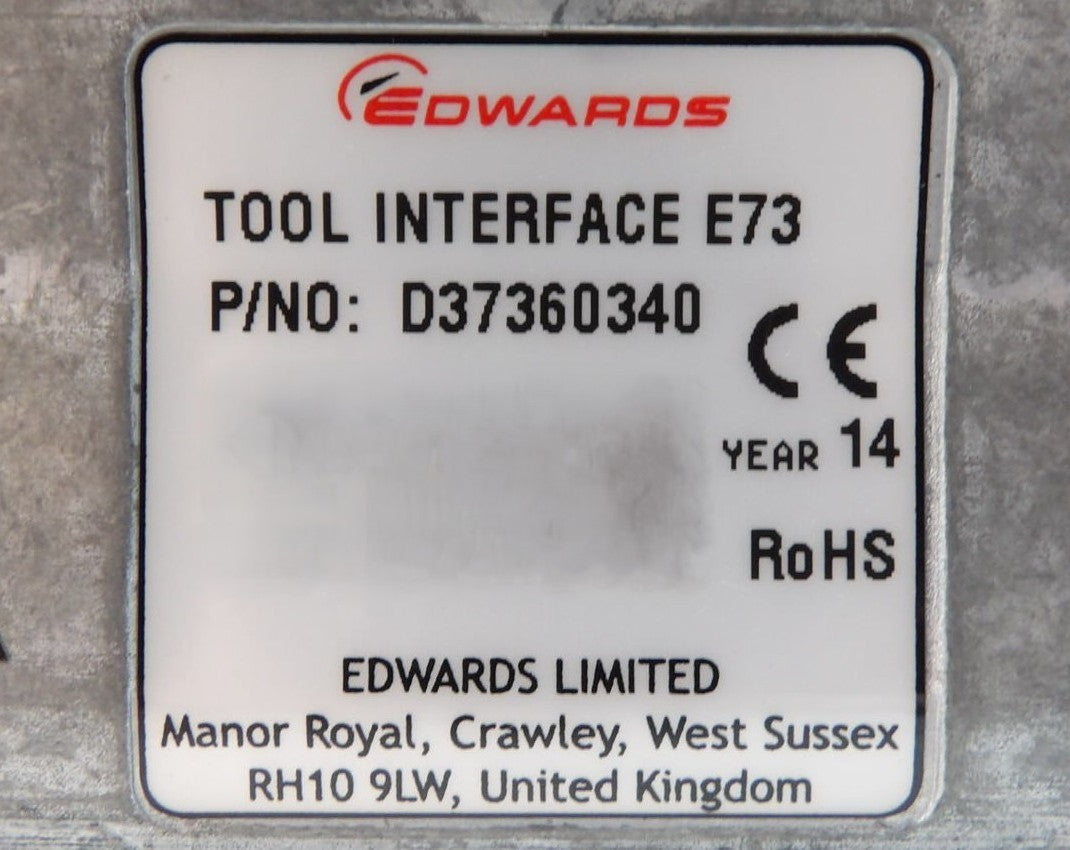 EDWARDS
TOOL INTERFACE E73
P/NO: D37360340
CE
YEAR 14
RoHS
EDWARDS LIMITED
Manor Royal, Crawley, West Sussex
RH10 9LW, United Kingdom